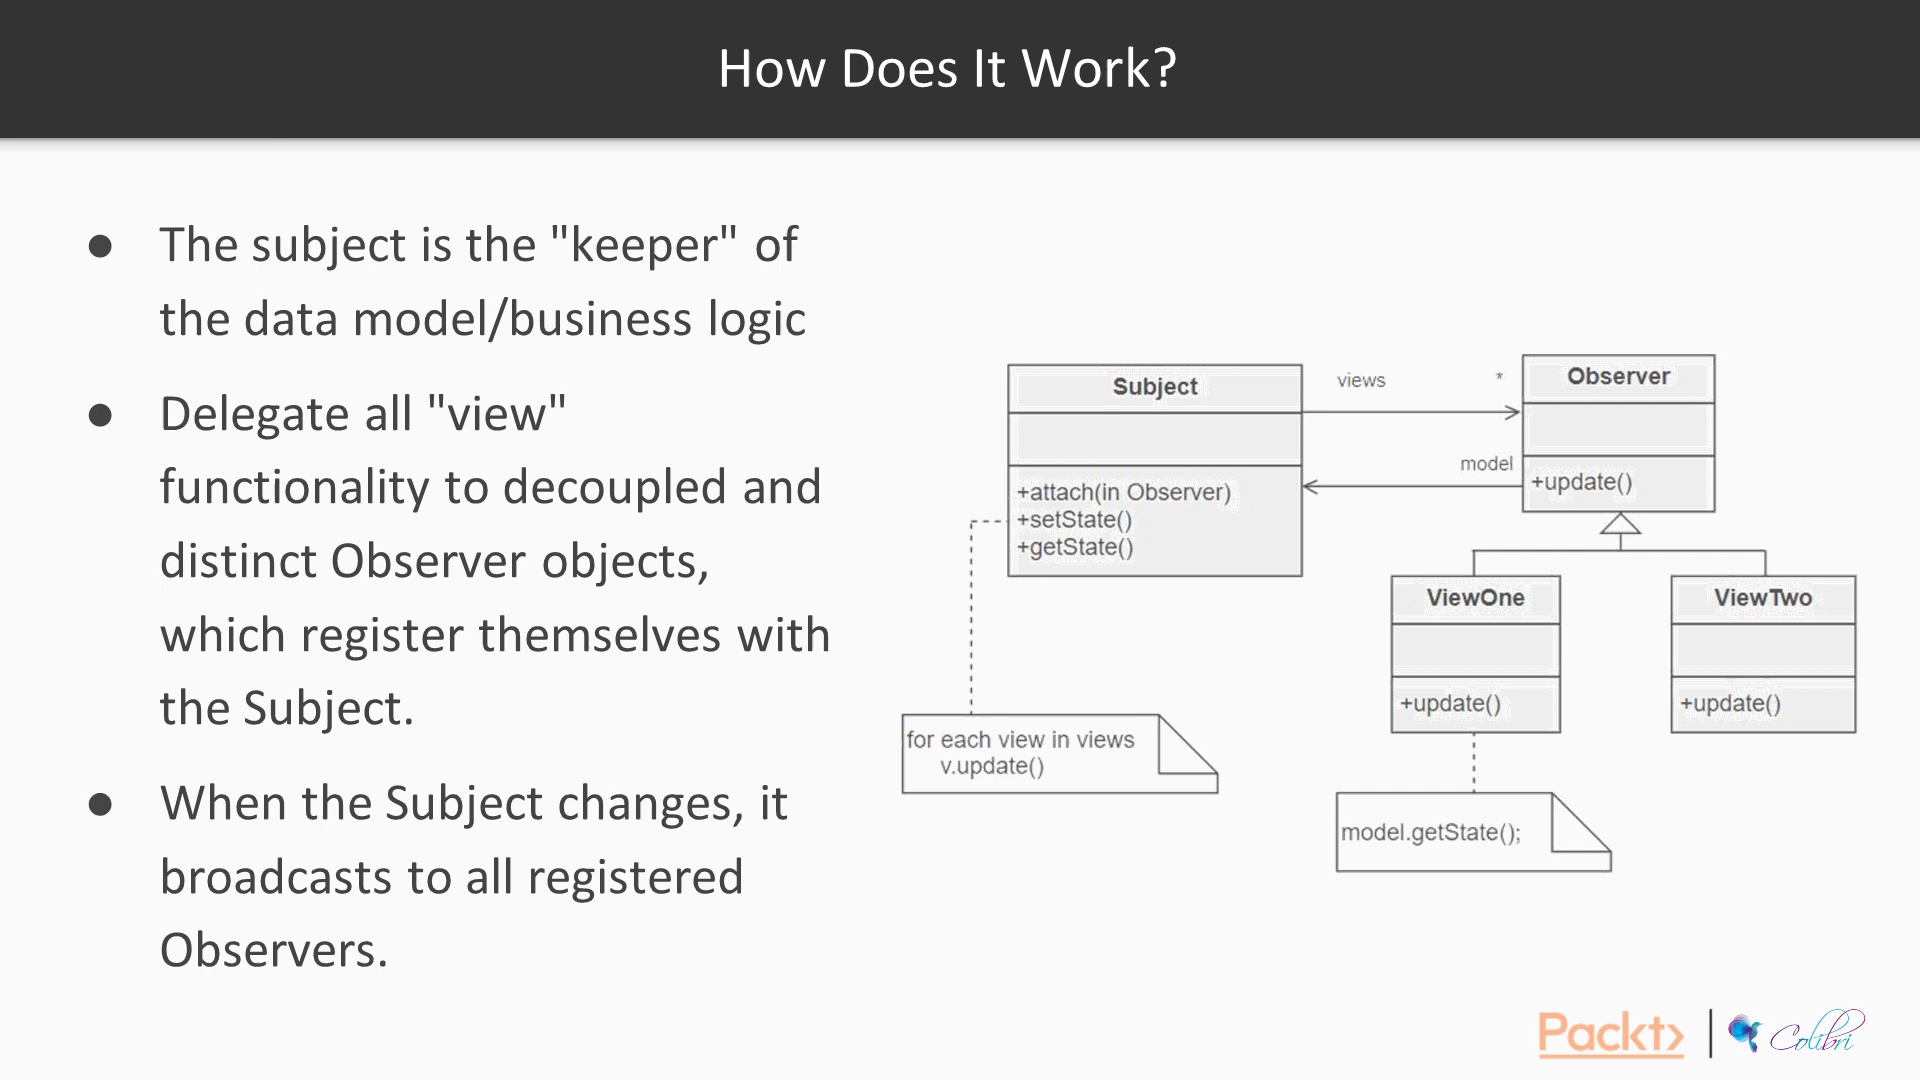 How Does It Work?
● The subject is the "keeper" of
the data model/business logic
● Delegate all "view"
functionality to decoupled and
distinct Observer objects,
which register themselves with
the Subject.
● When the Subject changes, it
broadcasts to all registered
Observers.
Subject
+attach(in Observer)
+setState()
+getState()
views *
model
Observer
+update()
ViewOne
+update()
ViewTwo
+update()
for each view in views
v.update()
model.getState();
Packt>
Colibri